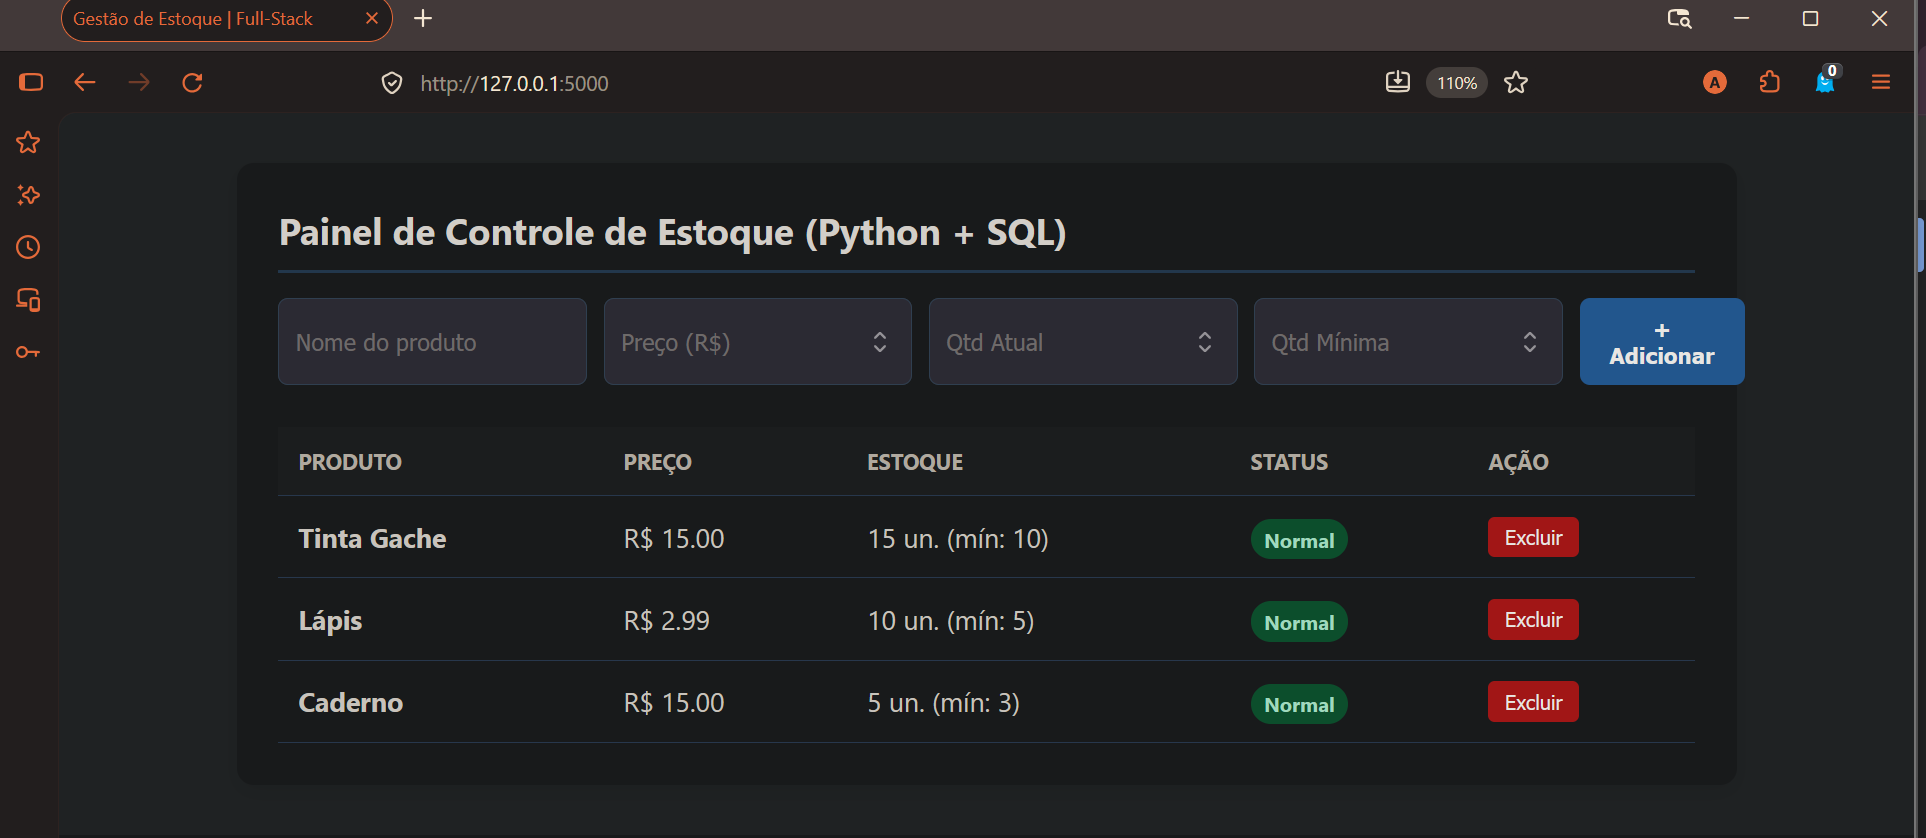 Gestão de Estoque | Full-Stack
http://127.0.0.1:5000
110%
A
0
Painel de Controle de Estoque (Python + SQL)
Nome do produto
Preço (R$)
Qtd Atual
Qtd Mínima
+
Adicionar
PRODUTO PREÇO ESTOQUE STATUS AÇÃO
Tinta Gache R$ 15.00 15 un. (mín: 10) Normal Excluir
Lápis R$ 2.99 10 un. (mín: 5) Normal Excluir
Caderno R$ 15.00 5 un. (mín: 3) Normal Excluir